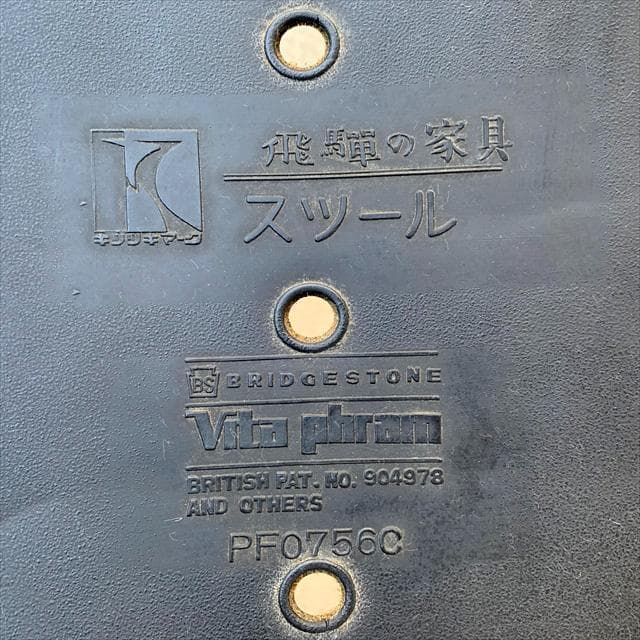 飛騨の家具
キツツキマーク
スツール
BS BRIDGESTONE
Vita phram
BRITISH PAT. NO. 904978
AND OTHERS
PF0756C